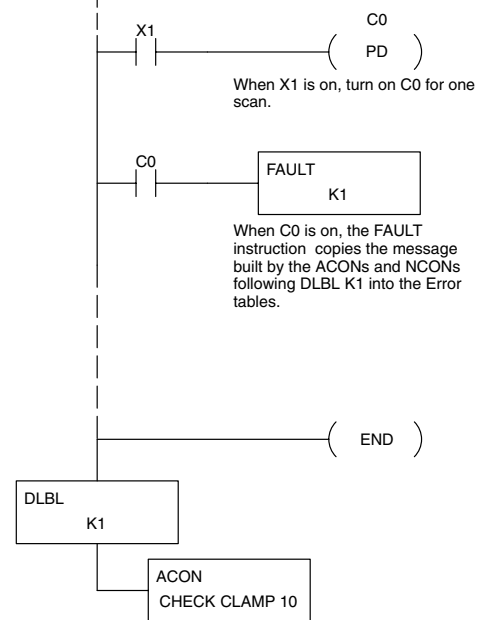 X1
C0
PD
When X1 is on, turn on C0 for one
scan.
C0
FAULT
K1
When C0 is on, the FAULT
instruction copies the message
built by the ACONs and NCONs
following DLBL K1 into the Error
tables.
END
DLBL
K1
ACON
CHECK CLAMP 10